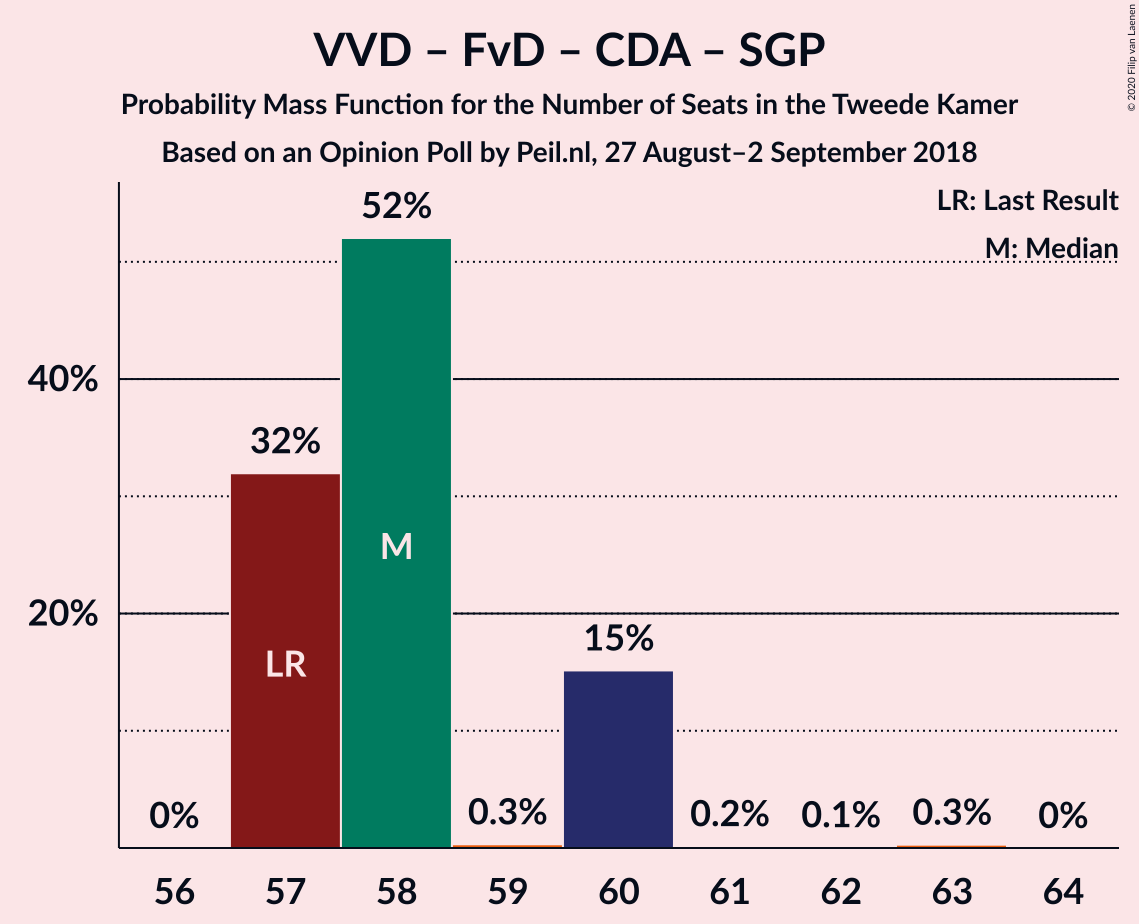 VVD – FvD – CDA – SGP
Probability Mass Function for the Number of Seats in the Tweede Kamer
Based on an Opinion Poll by Peil.nl, 27 August–2 September 2018
© 2020 Filip van Laenen
LR: Last Result
M: Median
52%
40%
32%
M
20%
15%
LR
0%
0.3%
0.2%
0.1%
0.3%
0%
56
57
58
59
60
61
62
63
64